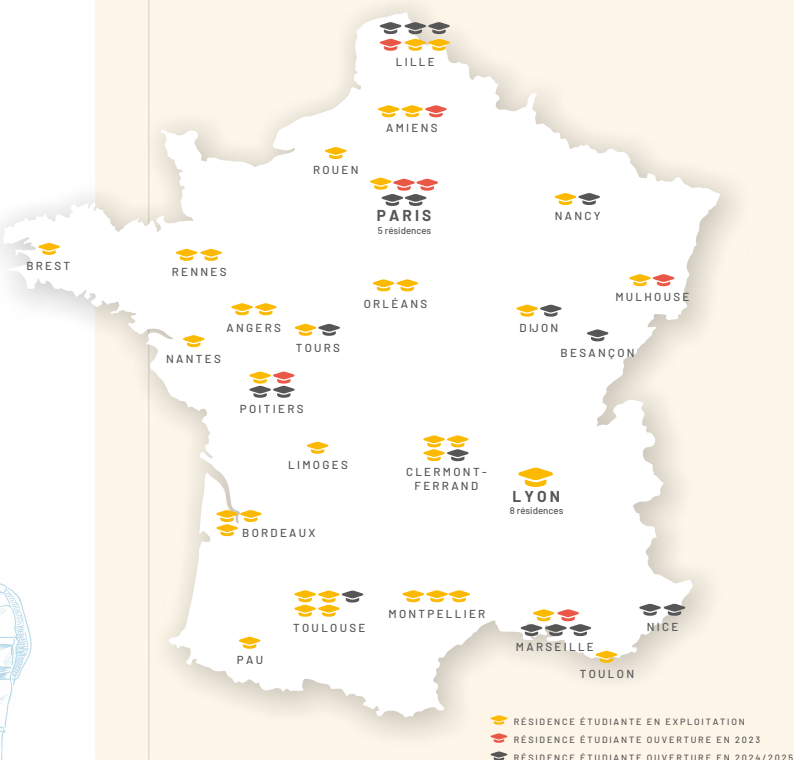 LILLE
AMIENS
ROUEN
PARIS
5 résidences
NANCY
BREST
RENNES
ORLÉANS
MULHOUSE
ANGERS
TOURS
DIJON
BESANÇON
NANTES
POITIERS
LIMOGES
CLERMONT-
FERRAND
LYON
8 résidences
BORDEAUX
TOULOUSE
MONTPELLIER
MARSEILLE
NICE
PAU
TOULON
RÉSIDENCE ÉTUDIANTE EN EXPLOITATION
RÉSIDENCE ÉTUDIANTE OUVERTURE EN 2023
RÉSIDENCE ÉTUDIANTE OUVERTURE EN 2024/2025